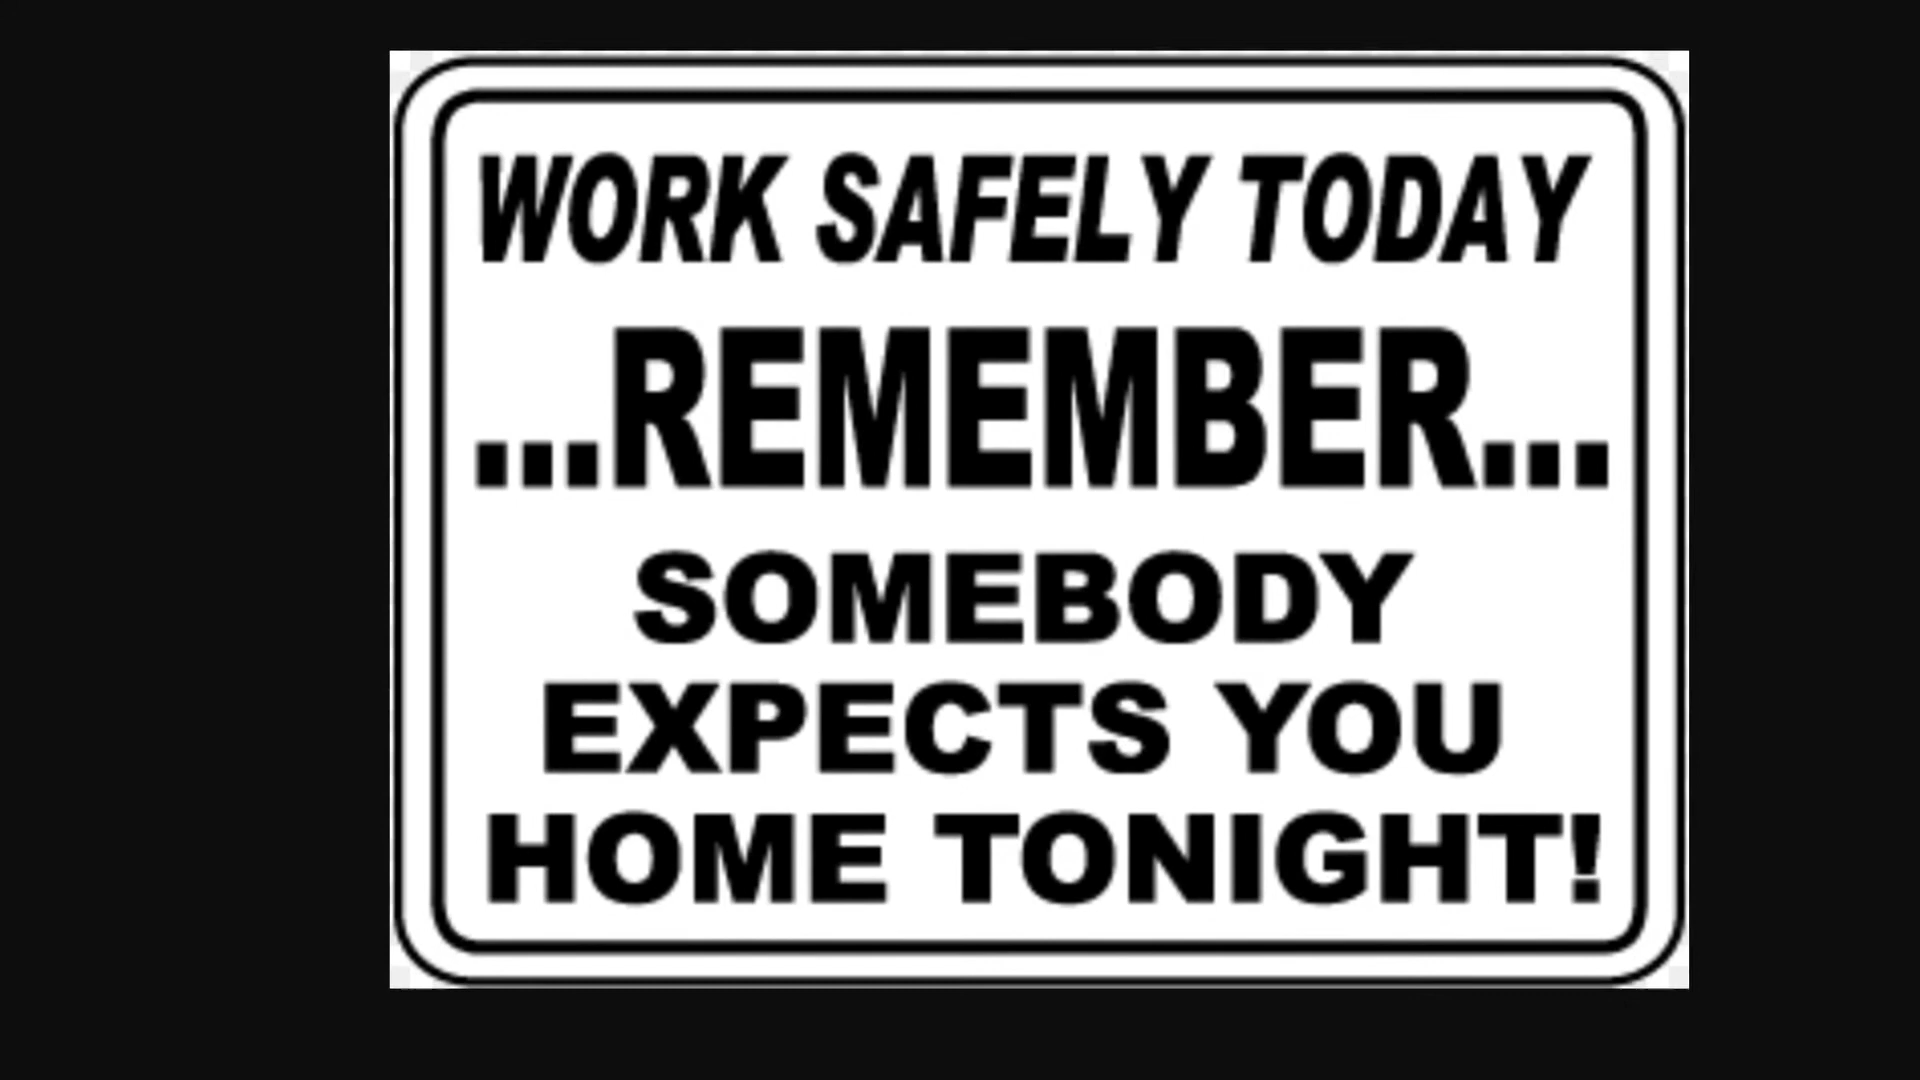 WORK SAFELY TODAY
...REMEMBER...
SOMEBODY
EXPECTS YOU
HOME TONIGHT!